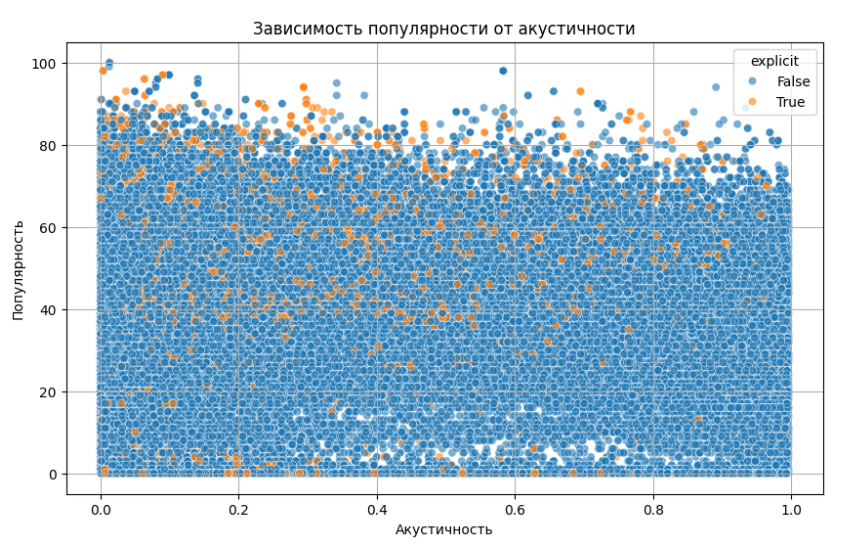 Зависимость популярности от акустичности
explicit
False
True
Популярность
100
80
60
40
20
0
0.0 0.2 0.4 0.6 0.8 1.0
Акустичность